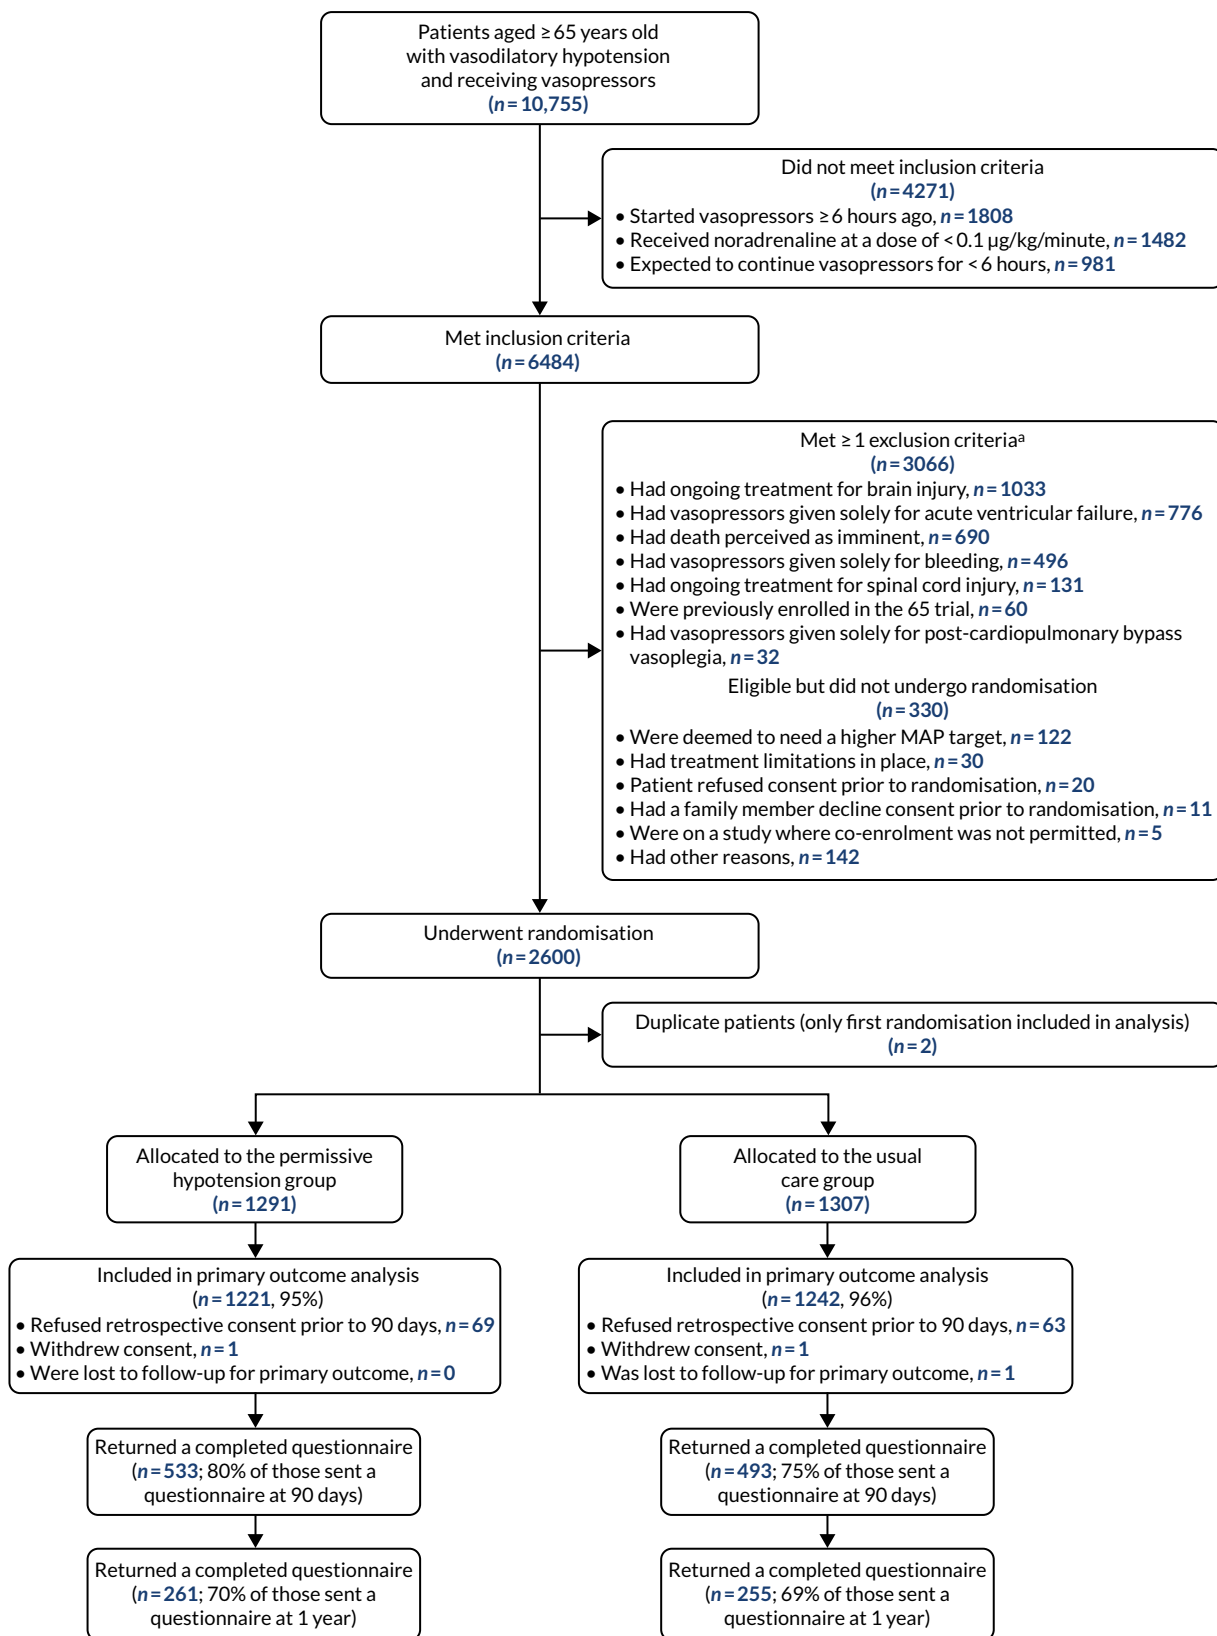 Patients aged ≥ 65 years old
with vasodilatory hypotension
and receiving vasopressors
(n = 10,755)
Did not meet inclusion criteria
(n = 4271)
• Started vasopressors ≥ 6 hours ago, n = 1808
• Received noradrenaline at a dose of < 0.1 µg/kg/minute, n = 1482
• Expected to continue vasopressors for < 6 hours, n = 981
Met inclusion criteria
(n = 6484)
Met ≥ 1 exclusion criteriaᵃ
(n = 3066)
• Had ongoing treatment for brain injury, n = 1033
• Had vasopressors given solely for acute ventricular failure, n = 776
• Had death perceived as imminent, n = 690
• Had vasopressors given solely for bleeding, n = 496
• Had ongoing treatment for spinal cord injury, n = 131
• Were previously enrolled in the 65 trial, n = 60
• Had vasopressors given solely for post-cardiopulmonary bypass
vasoplegia, n = 32
Eligible but did not undergo randomisation
(n = 330)
• Were deemed to need a higher MAP target, n = 122
• Had treatment limitations in place, n = 30
• Patient refused consent prior to randomisation, n = 20
• Had a family member decline consent prior to randomisation, n = 11
• Were on a study where co-enrolment was not permitted, n = 5
• Had other reasons, n = 142
Underwent randomisation
(n = 2600)
Duplicate patients (only first randomisation included in analysis)
(n = 2)
Allocated to the permissive
hypotension group
(n = 1291)
Allocated to the usual
care group
(n = 1307)
Included in primary outcome analysis
(n = 1221, 95%)
• Refused retrospective consent prior to 90 days, n = 69
• Withdrew consent, n = 1
• Were lost to follow-up for primary outcome, n = 0
Included in primary outcome analysis
(n = 1242, 96%)
• Refused retrospective consent prior to 90 days, n = 63
• Withdrew consent, n = 1
• Was lost to follow-up for primary outcome, n = 1
Returned a completed questionnaire
(n = 533; 80% of those sent a
questionnaire at 90 days)
Returned a completed questionnaire
(n = 493; 75% of those sent a
questionnaire at 90 days)
Returned a completed questionnaire
(n = 261; 70% of those sent a
questionnaire at 1 year)
Returned a completed questionnaire
(n = 255; 69% of those sent a
questionnaire at 1 year)